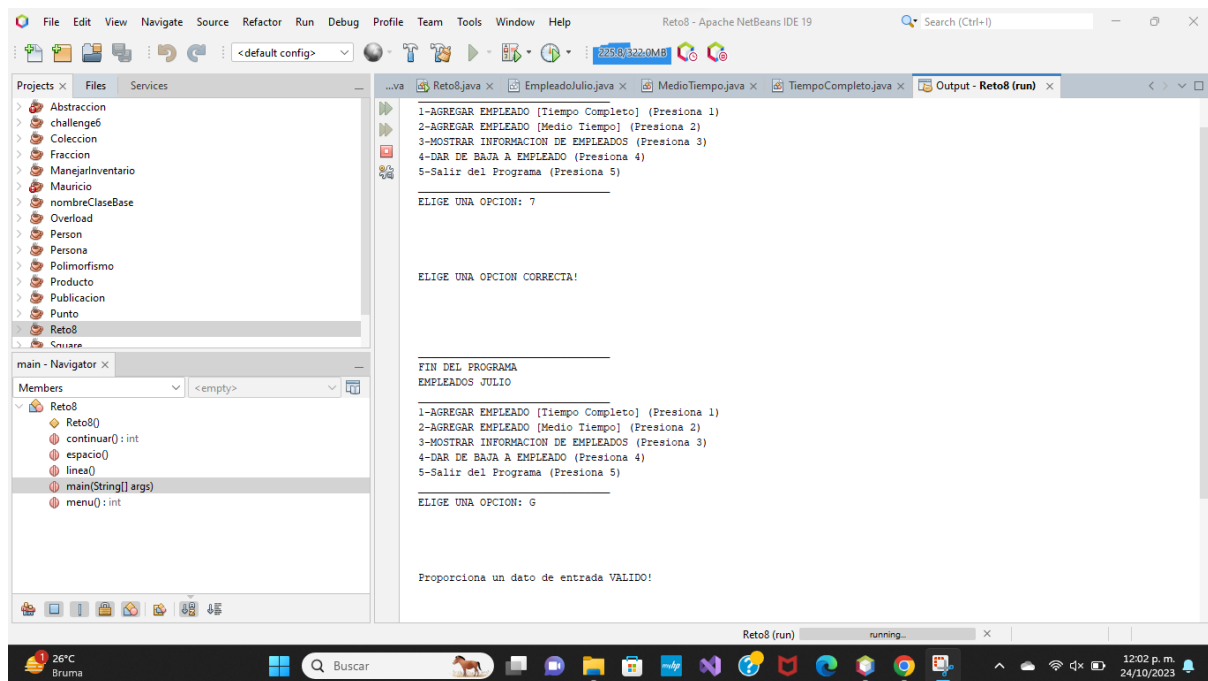 File Edit View Navigate Source Refactor Run Debug Profile Team Tools Window Help
Reto8 - Apache NetBeans IDE 19
Search (Ctrl+I)
<default config>
225.8/322.0MB
Projects
Files
Services
...va
Reto8.java
EmpleadoJulio.java
MedioTiempo.java
TiempoCompleto.java
Output - Reto8 (run)
Abstraccion
challenge6
Coleccion
Fraccion
ManejarInventario
Mauricio
nombreClaseBase
Overload
Person
Persona
Polimorfismo
Producto
Publicacion
Punto
Reto8
Square
main - Navigator
Members
<empty>
Reto8
Reto8()
continuar() : int
espacio()
linea()
main(String[] args)
menu() : int
1-AGREGAR EMPLEADO [Tiempo Completo] (Presiona 1)
2-AGREGAR EMPLEADO [Medio Tiempo] (Presiona 2)
3-MOSTRAR INFORMACION DE EMPLEADOS (Presiona 3)
4-DAR DE BAJA A EMPLEADO (Presiona 4)
5-Salir del Programa (Presiona 5)
ELIGE UNA OPCION: 7
ELIGE UNA OPCION CORRECTA!
FIN DEL PROGRAMA
EMPLEADOS JULIO
1-AGREGAR EMPLEADO [Tiempo Completo] (Presiona 1)
2-AGREGAR EMPLEADO [Medio Tiempo] (Presiona 2)
3-MOSTRAR INFORMACION DE EMPLEADOS (Presiona 3)
4-DAR DE BAJA A EMPLEADO (Presiona 4)
5-Salir del Programa (Presiona 5)
ELIGE UNA OPCION: G
Proporciona un dato de entrada VALIDO!
Reto8 (run)
running...
1
26°C
Bruma
Buscar
12:02 p. m.
24/10/2023